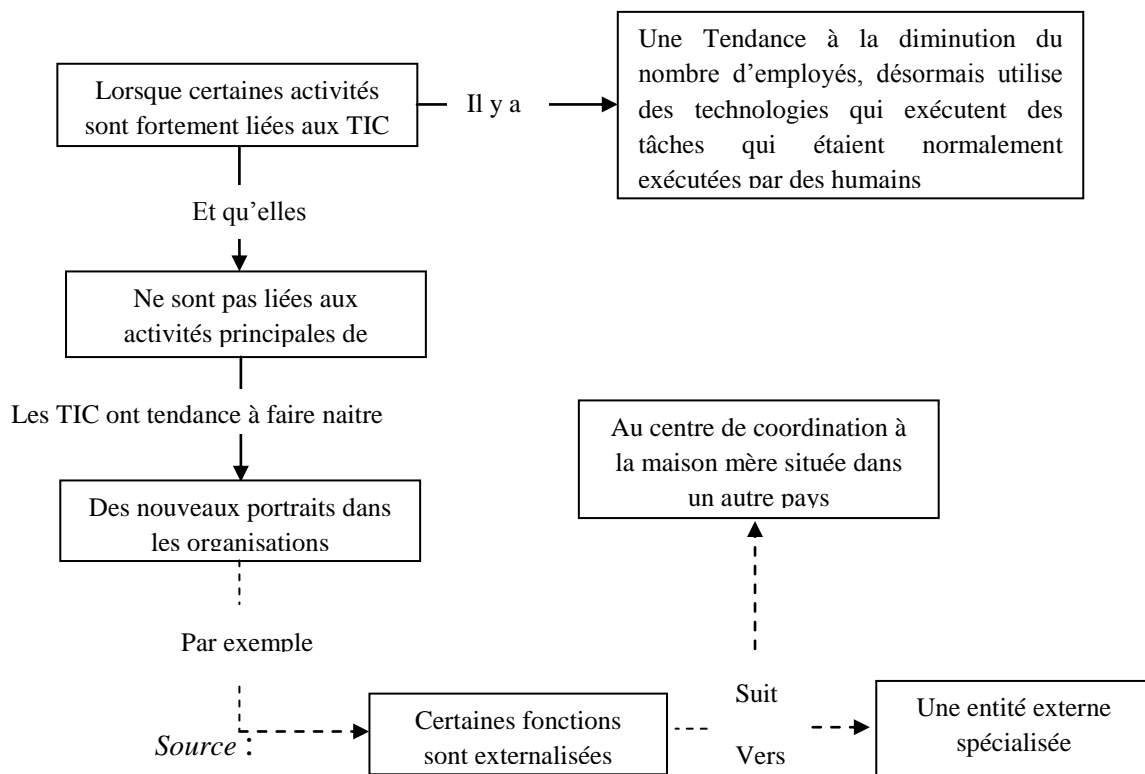 Lorsque certaines activités
sont fortement liées aux TIC
Il y a
Une Tendance à la diminution du
nombre d’employés, désormais utilise
des technologies qui exécutent des
tâches qui étaient normalement
exécutées par des humains
Et qu’elles
Ne sont pas liées aux
activités principales de
Les TIC ont tendance à faire naitre
Des nouveaux portraits dans
les organisations
Au centre de coordination à
la maison mère située dans
un autre pays
Par exemple
Source :
Certaines fonctions
sont externalisées
Suit
Vers
Une entité externe
spécialisée